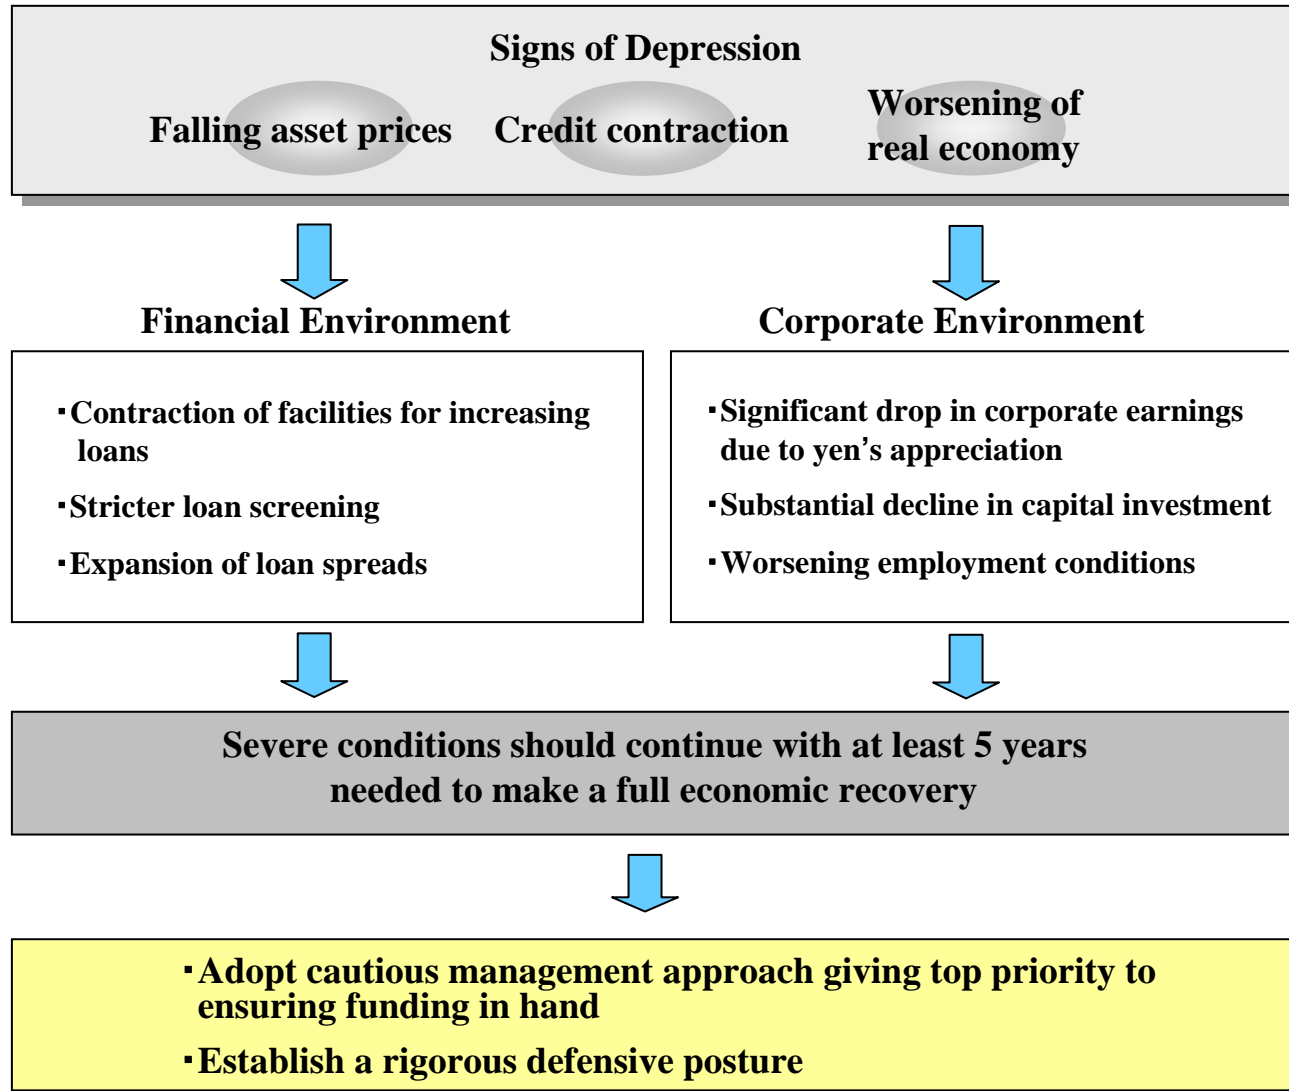 Signs of Depression
Falling asset prices
Credit contraction
Worsening of
real economy
Financial Environment
▪Contraction of facilities for increasing
loans
▪Stricter loan screening
▪Expansion of loan spreads
Corporate Environment
▪Significant drop in corporate earnings
due to yen’s appreciation
▪Substantial decline in capital investment
▪Worsening employment conditions
Severe conditions should continue with at least 5 years
needed to make a full economic recovery
▪Adopt cautious management approach giving top priority to
ensuring funding in hand
▪Establish a rigorous defensive posture